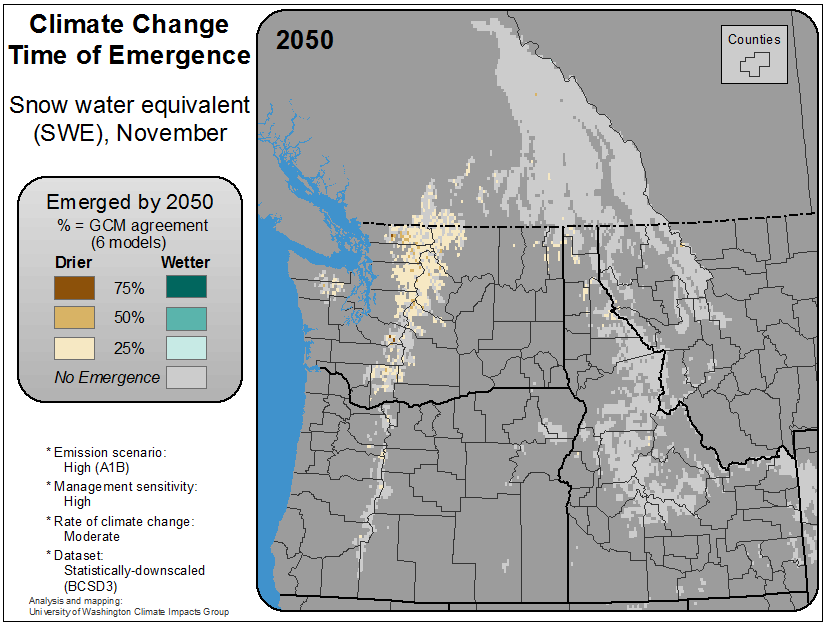 Climate Change
Time of Emergence
Snow water equivalent
(SWE), November
Emerged by 2050
% = GCM agreement
(6 models)
Drier Wetter
75%
50%
25%
No Emergence
* Emission scenario:
High (A1B)
* Management sensitivity:
High
* Rate of climate change:
Moderate
* Dataset:
Statistically-downscaled
(BCSD3)
Analysis and mapping:
University of Washington Climate Impacts Group
2050
Counties